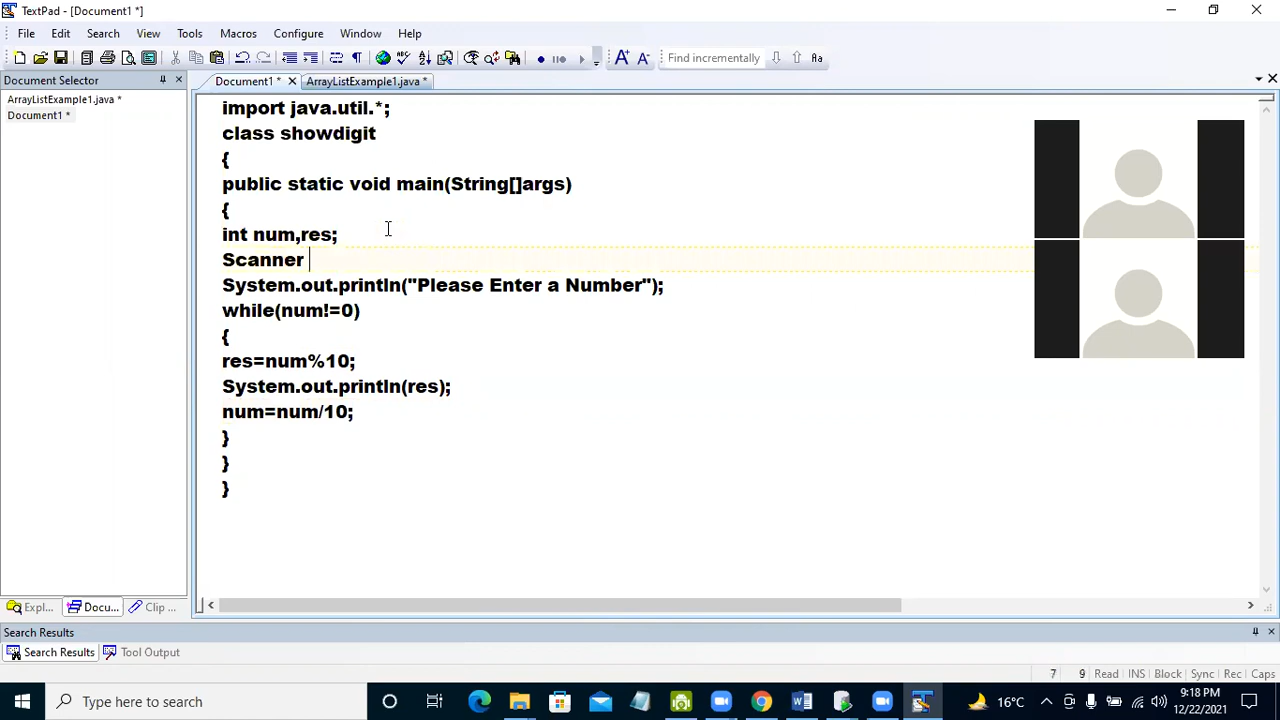 TextPad - [Document1 *]
File Edit Search View Tools Macros Configure Window Help
Find incrementally
Document Selector
Document1 * ArrayListExample1.java *
ArrayListExample1.java *
Document1 *
import java.util.*;
class showdigit
{
public static void main(String[]args)
{
int num,res;
Scanner
System.out.println("Please Enter a Number");
while(num!=0)
{
res=num%10;
System.out.println(res);
num=num/10;
}
}
}
Expl... Docu... Clip ...
Search Results
Search Results Tool Output
7 9 Read INS Block Sync Rec Caps
Type here to search
16°C
9:18 PM
12/22/2021